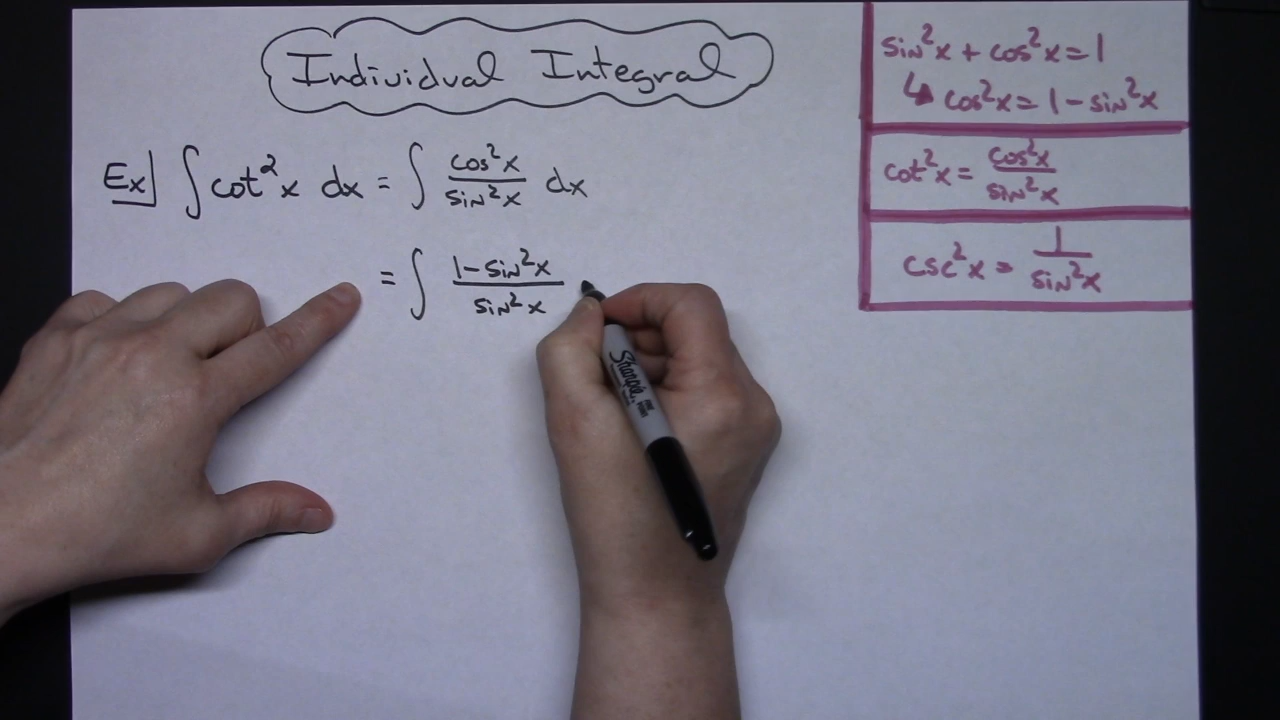 Individual Integral
Ex] ∫ cot²x dx = ∫ cos²x / sin²x dx
= ∫ 1 - sin²x / sin²x
sin²x + cos²x = 1
↳ cos²x = 1 - sin²x
cot²x = cos²x / sin²x
csc²x = 1 / sin²x
Sharpie